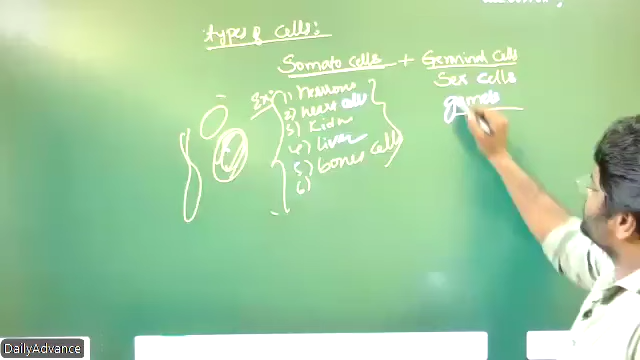 Types of Cells:
Somato cells + Germinal Cells
Sex Cells
Ex:
1) Neurons
2) heart cells
3) Kidn
4) liver
5) bones cells
6)
DailyAdvance